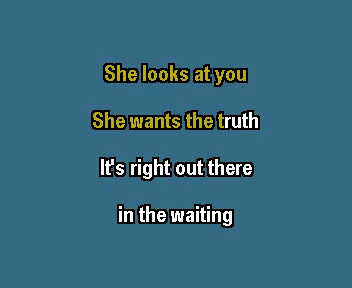 She looks at you
She wants the truth
It's right out there
in the waiting